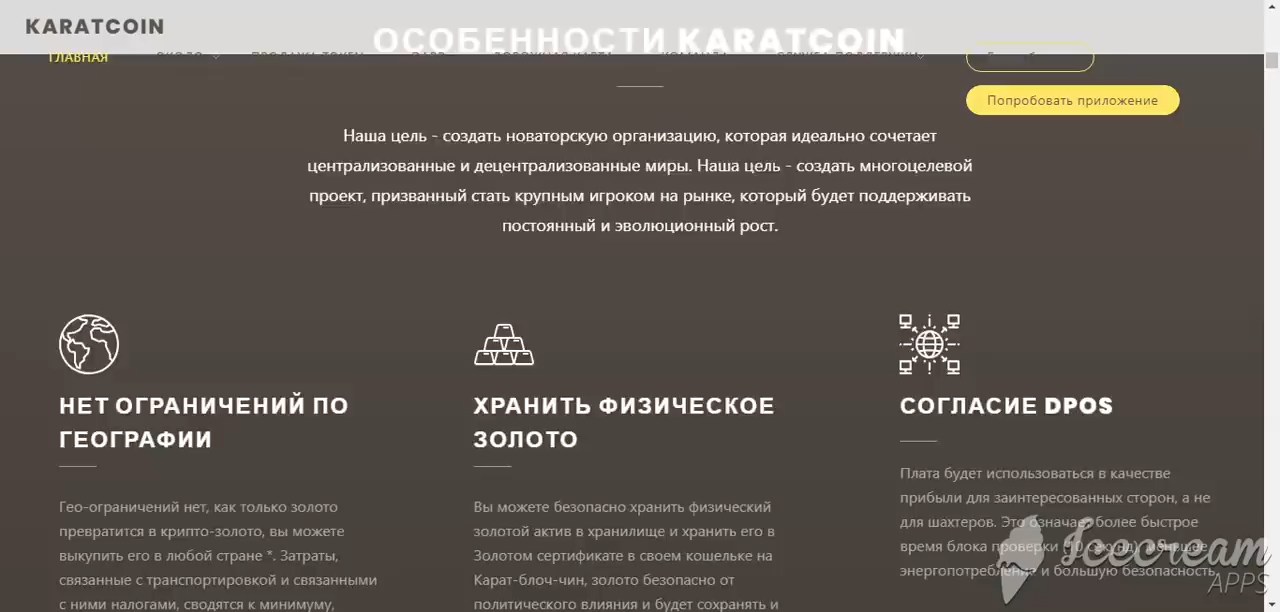 KARATCOIN
ОСОБЕННОСТИ KARATCOIN
ГЛАВНАЯ
Попробовать приложение
Наша цель - создать новаторскую организацию, которая идеально сочетает
централизованные и децентрализованные миры. Наша цель - создать многоцелевой
проект, призванный стать крупным игроком на рынке, который будет поддерживать
постоянный и эволюционный рост.
НЕТ ОГРАНИЧЕНИЙ ПО
ГЕОГРАФИИ
Гео-ограничений нет, как только золото
превратится в крипто-золото, вы можете
выкупить его в любой стране *. Затраты,
связанные с транспортировкой и связанными
с ними налогами, сводятся к минимуму,
ХРАНИТЬ ФИЗИЧЕСКОЕ
ЗОЛОТО
Вы можете безопасно хранить физический
золотой актив в хранилище и хранить его в
Золотом сертификате в своем кошельке на
Карат-блоч-чин, золото безопасно от
политического влияния и будет сохранять и
СОГЛАСИЕ DPOS
Плата будет использоваться в качестве
прибыли для заинтересованных сторон, а не
для шахтеров. Это означает более быстрое
время блока проверки (10 секунд), меньшее
энергопотребление и большую безопасность.
Icecream
APPS